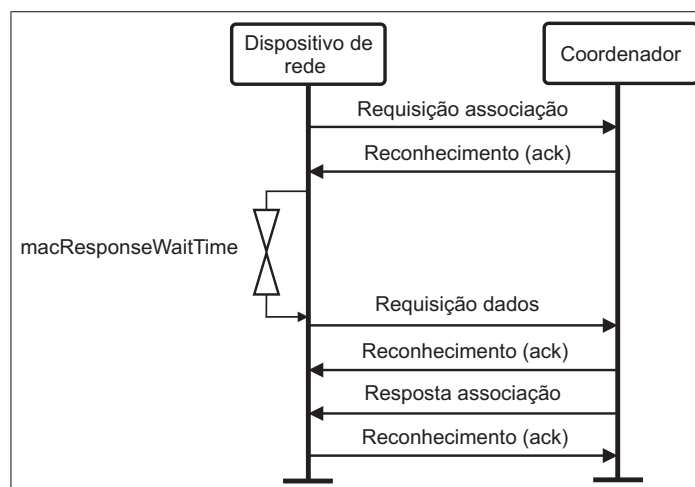 Dispositivo de
rede
Coordenador
Requisição associação
Reconhecimento (ack)
macResponseWaitTime
Requisição dados
Reconhecimento (ack)
Resposta associação
Reconhecimento (ack)